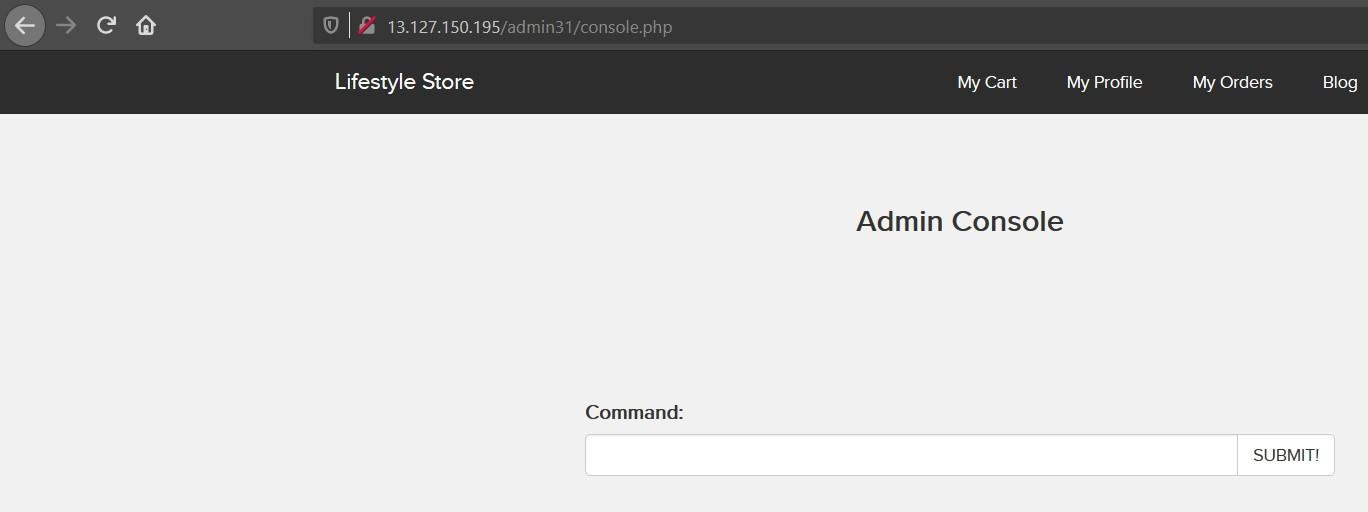 13.127.150.195/admin31/console.php
Lifestyle Store My Cart My Profile My Orders Blog
Admin Console
Command:
SUBMIT!